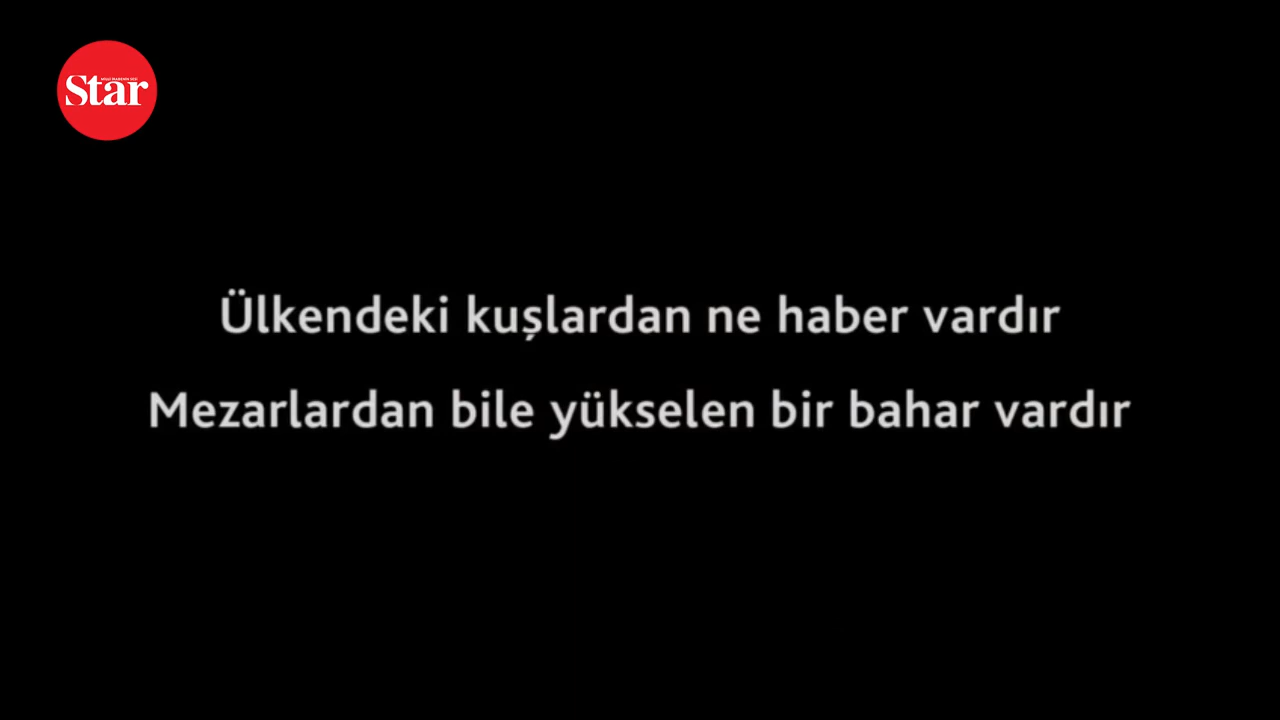 Star
Ülkendeki kuşlardan ne haber vardır
Mezarlardan bile yükselen bir bahar vardır